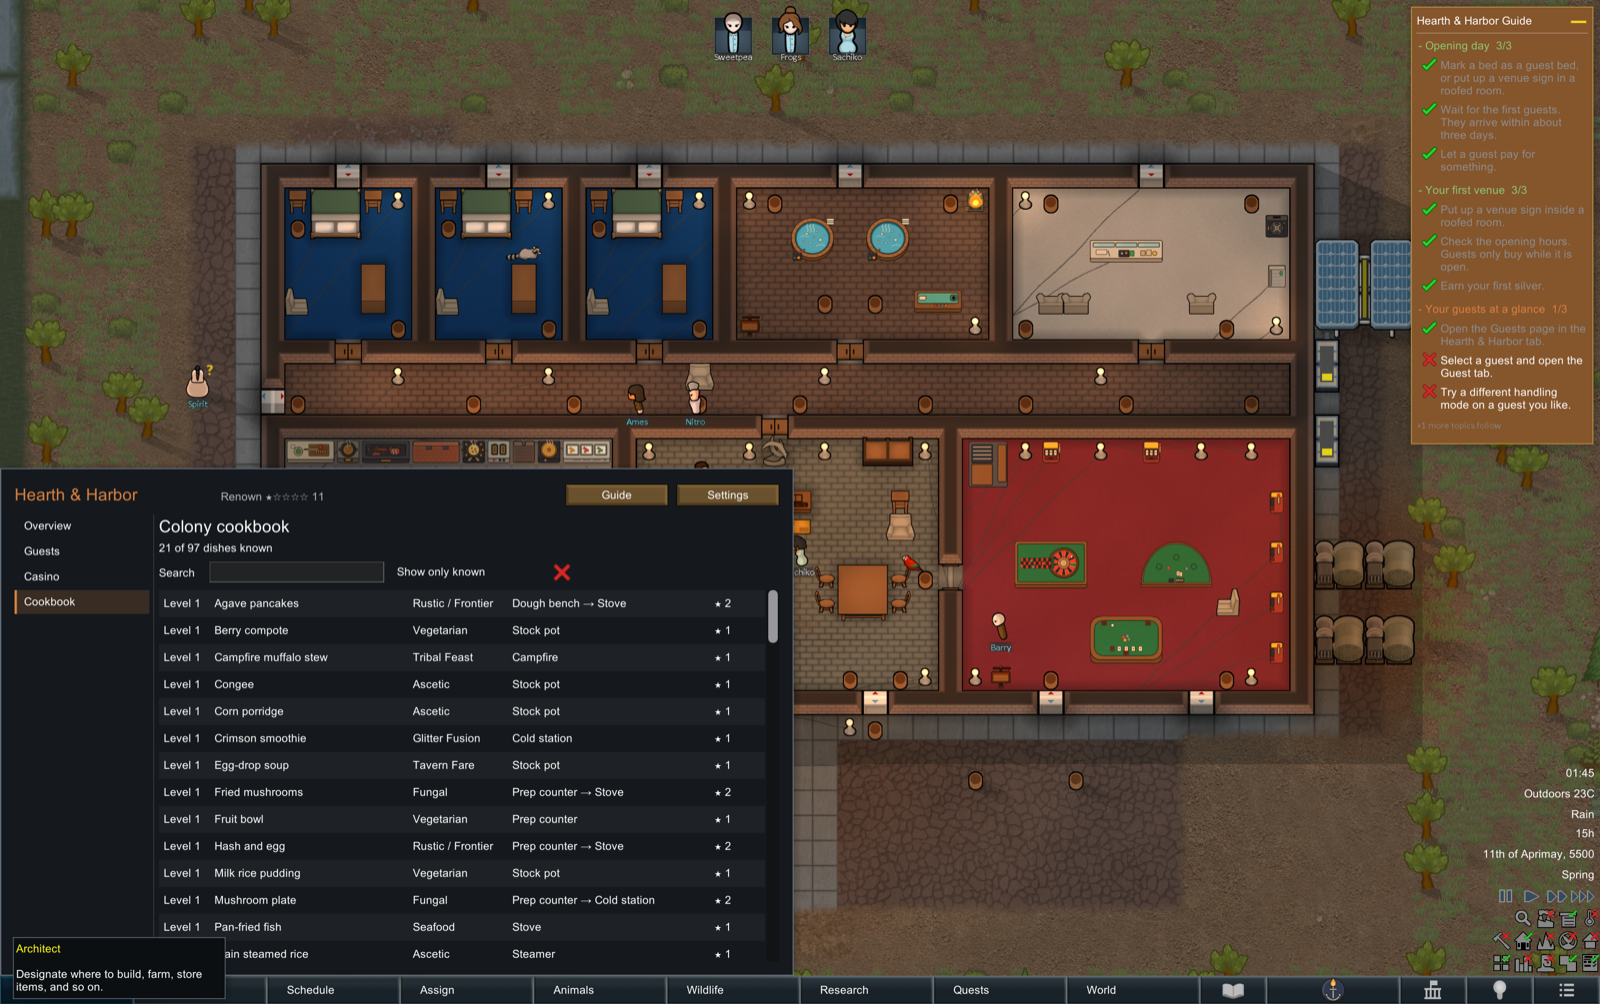 Sweetpea
Frogs
Sachiko
Hearth & Harbor Guide
- Opening day 3/3
Mark a bed as a guest bed,
or put up a venue sign in a
roofed room.
Wait for the first guests.
They arrive within about
three days.
Let a guest pay for
something.
- Your first venue 3/3
Put up a venue sign inside a
roofed room.
Check the opening hours.
Guests only buy while it is
open.
Earn your first silver.
- Your guests at a glance 1/3
Open the Guests page in the
Hearth & Harbor tab.
Select a guest and open the
Guest tab.
Try a different handling
mode on a guest you like.
+1 more topics follow
?
Spirit
Ames
Nitro
chiko
Barry
Hearth & Harbor
Renown ★☆☆☆☆ 11
Guide
Settings
Overview
Guests
Casino
Cookbook
Colony cookbook
21 of 97 dishes known
Search
Show only known
Level 1 Agave pancakes Rustic / Frontier Dough bench → Stove ★ 2
Level 1 Berry compote Vegetarian Stock pot ★ 1
Level 1 Campfire muffalo stew Tribal Feast Campfire ★ 1
Level 1 Congee Ascetic Stock pot ★ 1
Level 1 Corn porridge Ascetic Stock pot ★ 1
Level 1 Crimson smoothie Glitter Fusion Cold station ★ 1
Level 1 Egg-drop soup Tavern Fare Stock pot ★ 1
Level 1 Fried mushrooms Fungal Prep counter → Stove ★ 2
Level 1 Fruit bowl Vegetarian Prep counter ★ 1
Level 1 Hash and egg Rustic / Frontier Prep counter → Stove ★ 2
Level 1 Milk rice pudding Vegetarian Stock pot ★ 1
Level 1 Mushroom plate Fungal Prep counter → Cold station ★ 2
Level 1 Pan-fried fish Seafood Stove ★ 1
ain steamed rice Ascetic Steamer ★ 1
Architect
Designate where to build, farm, store
items, and so on.
01:45
Outdoors 23C
Rain
15h
11th of Aprimay, 5500
Spring
Schedule
Assign
Animals
Wildlife
Research
Quests
World